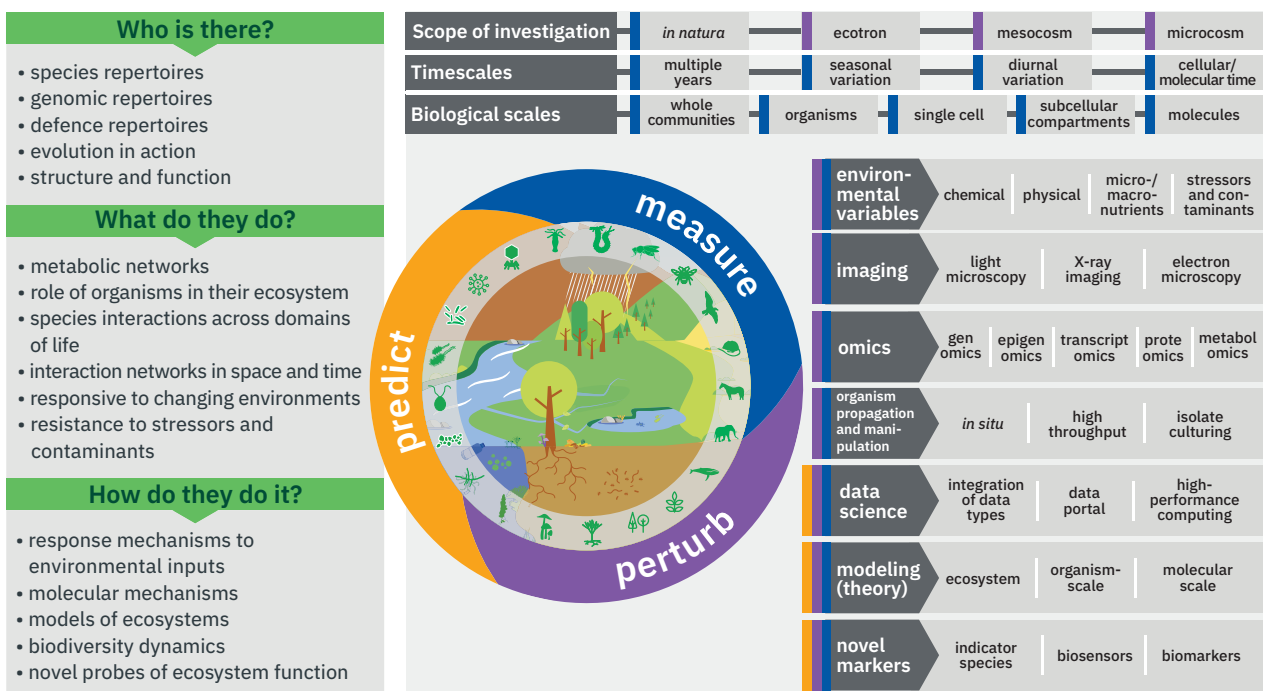 Who is there?
• species repertoires
• genomic repertoires
• defence repertoires
• evolution in action
• structure and function
What do they do?
• metabolic networks
• role of organisms in their ecosystem
• species interactions across domains
of life
• interaction networks in space and time
• responsive to changing environments
• resistance to stressors and
contaminants
How do they do it?
• response mechanisms to
environmental inputs
• molecular mechanisms
• models of ecosystems
• biodiversity dynamics
• novel probes of ecosystem function
Scope of investigation
in natura
ecotron
mesocosm
microcosm
Timescales
multiple
years
seasonal
variation
diurnal
variation
cellular/
molecular time
Biological scales
whole
communities
organisms
single cell
subcellular
compartments
molecules
measure
predict
perturb
environ-
mental
variables
chemical
physical
micro-/
macro-
nutrients
stressors
and con-
taminants
imaging
light
microscopy
X-ray
imaging
electron
microscopy
omics
gen
omics
epigen
omics
transcript
omics
prote
omics
metabol
omics
organism
propagation
and mani-
pulation
in situ
high
throughput
isolate
culturing
data
science
integration
of data
types
data
portal
high-
performance
computing
modeling
(theory)
ecosystem
organism-
scale
molecular
scale
novel
markers
indicator
species
biosensors
biomarkers